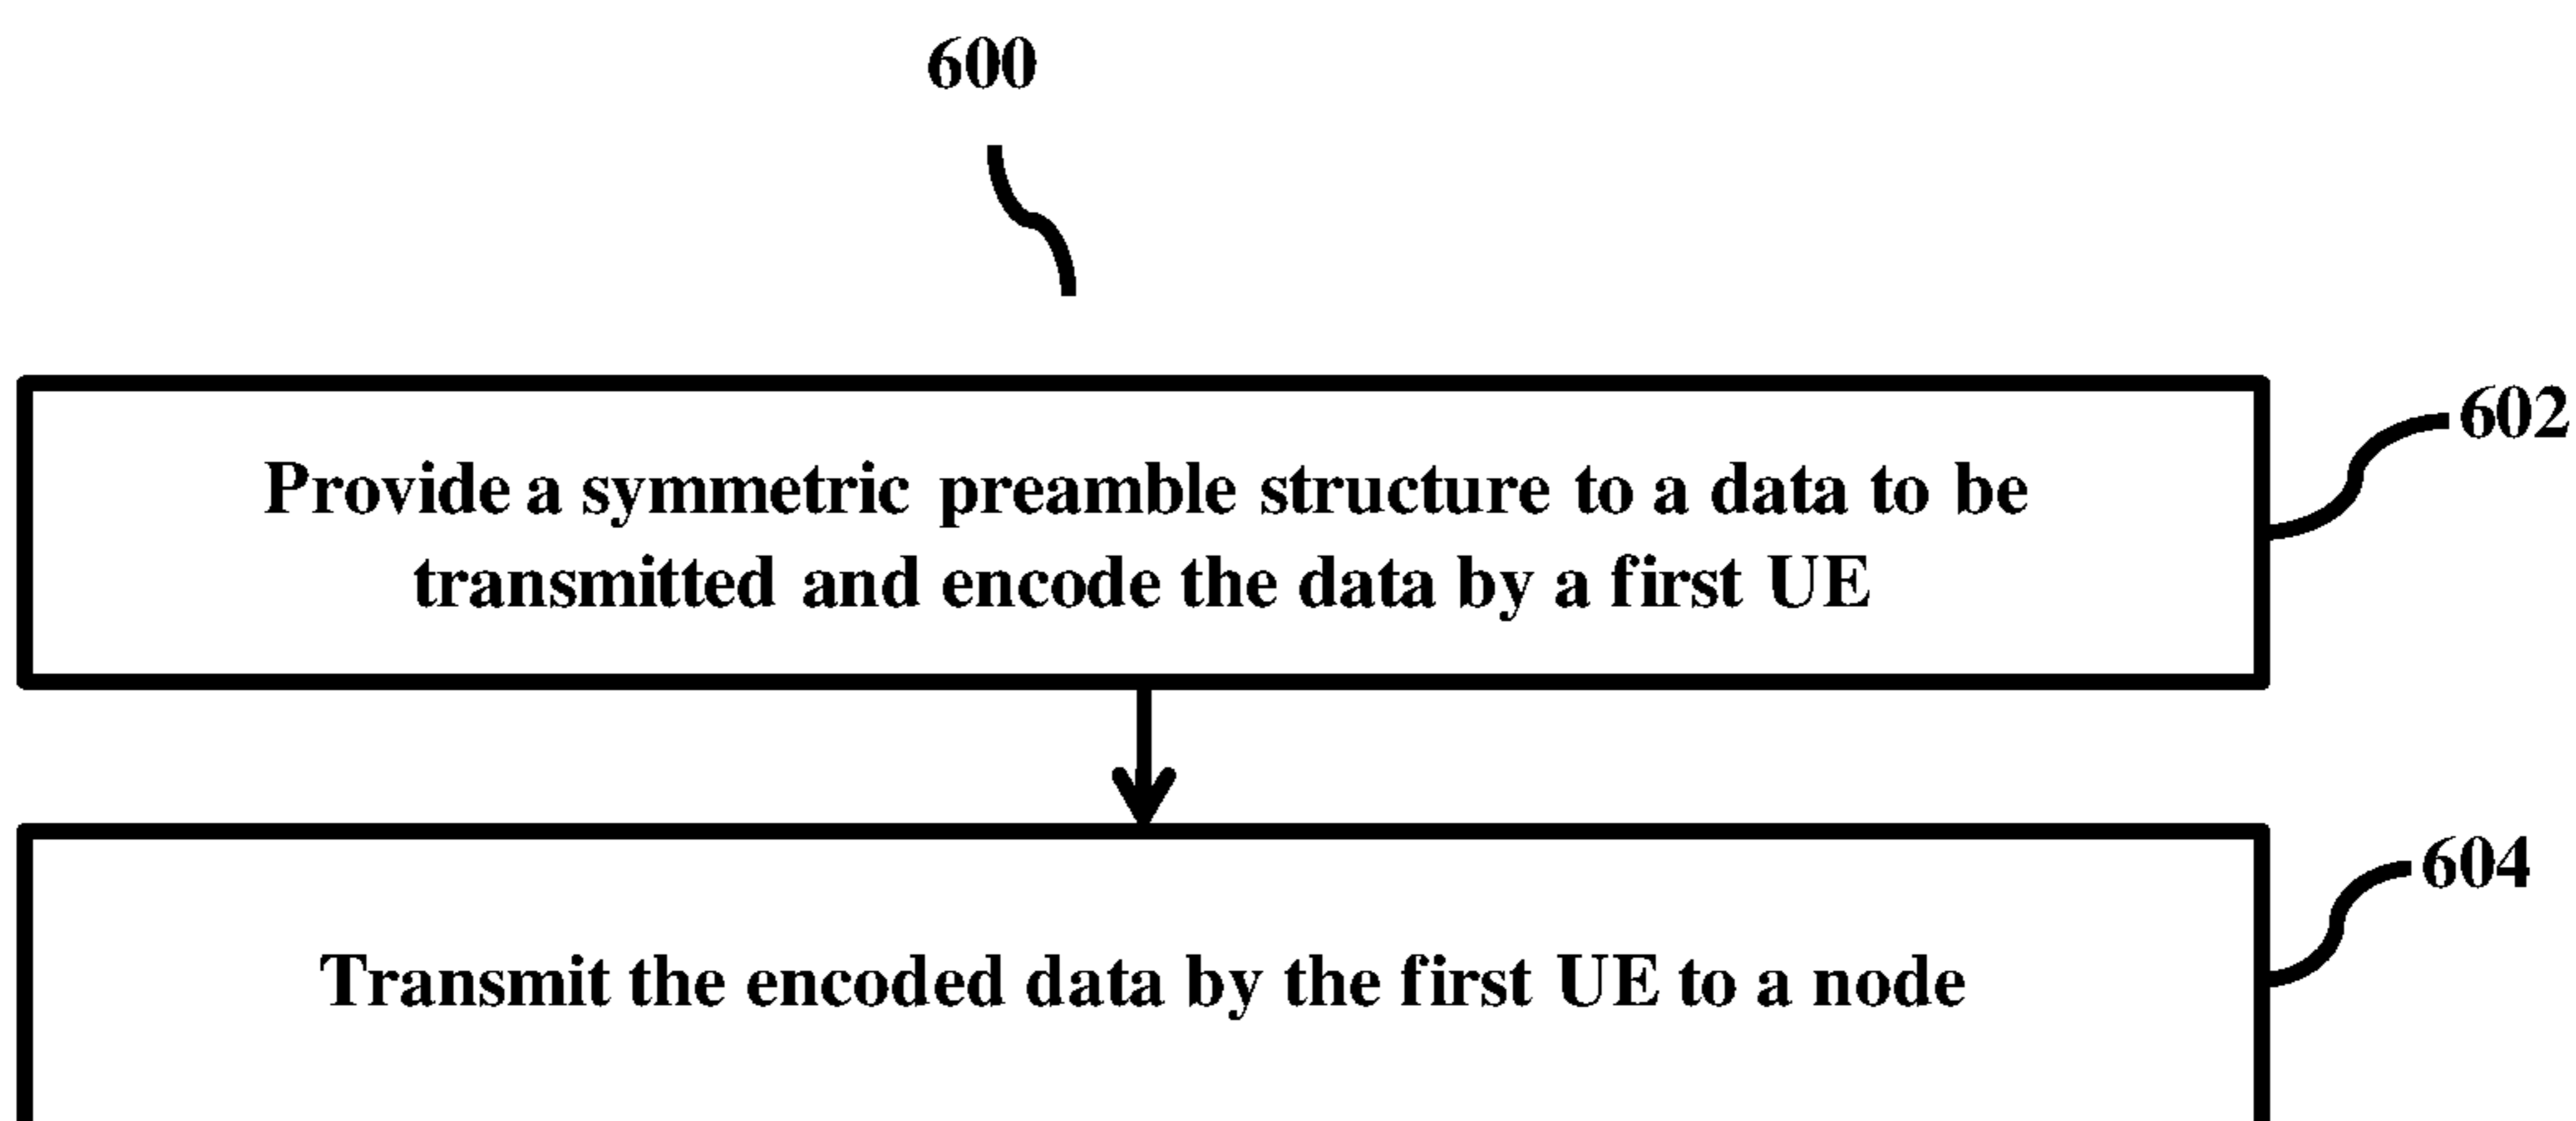 600
602
Provide a symmetric preamble structure to a data to be
transmitted and encode the data by a first UE
604
Transmit the encoded data by the first UE to a node